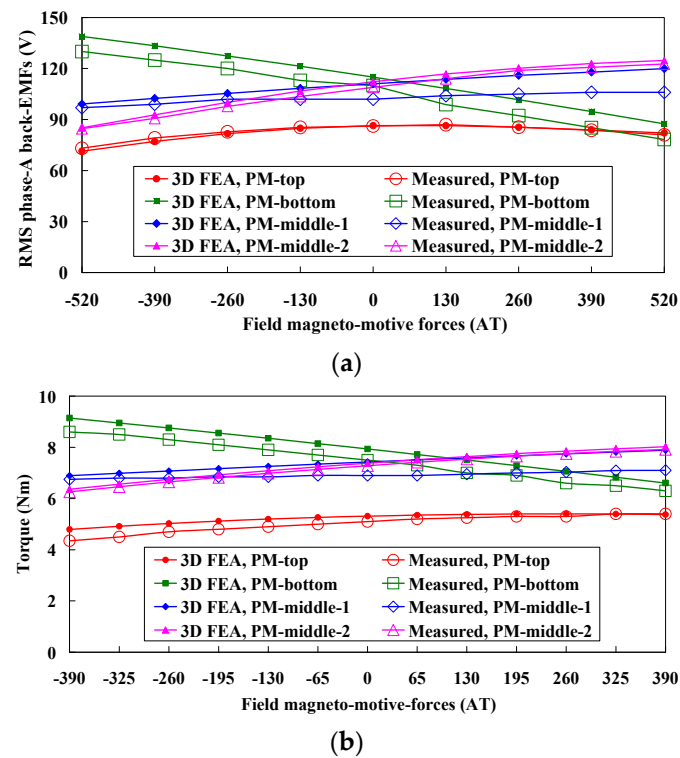 150
120
90
60
30
0
RMS phase-A back-EMFs (V)
3D FEA, PM-top
Measured, PM-top
3D FEA, PM-bottom
Measured, PM-bottom
3D FEA, PM-middle-1
Measured, PM-middle-1
3D FEA, PM-middle-2
Measured, PM-middle-2
-520 -390 -260 -130 0 130 260 390 520
Field magneto-motive forces (AT)
(a)
10
8
6
4
2
0
Torque (Nm)
3D FEA, PM-top
Measured, PM-top
3D FEA, PM-bottom
Measured, PM-bottom
3D FEA, PM-middle-1
Measured, PM-middle-1
3D FEA, PM-middle-2
Measured, PM-middle-2
-390 -325 -260 -195 -130 -65 0 65 130 195 260 325 390
Field magneto-motive-forces (AT)
(b)